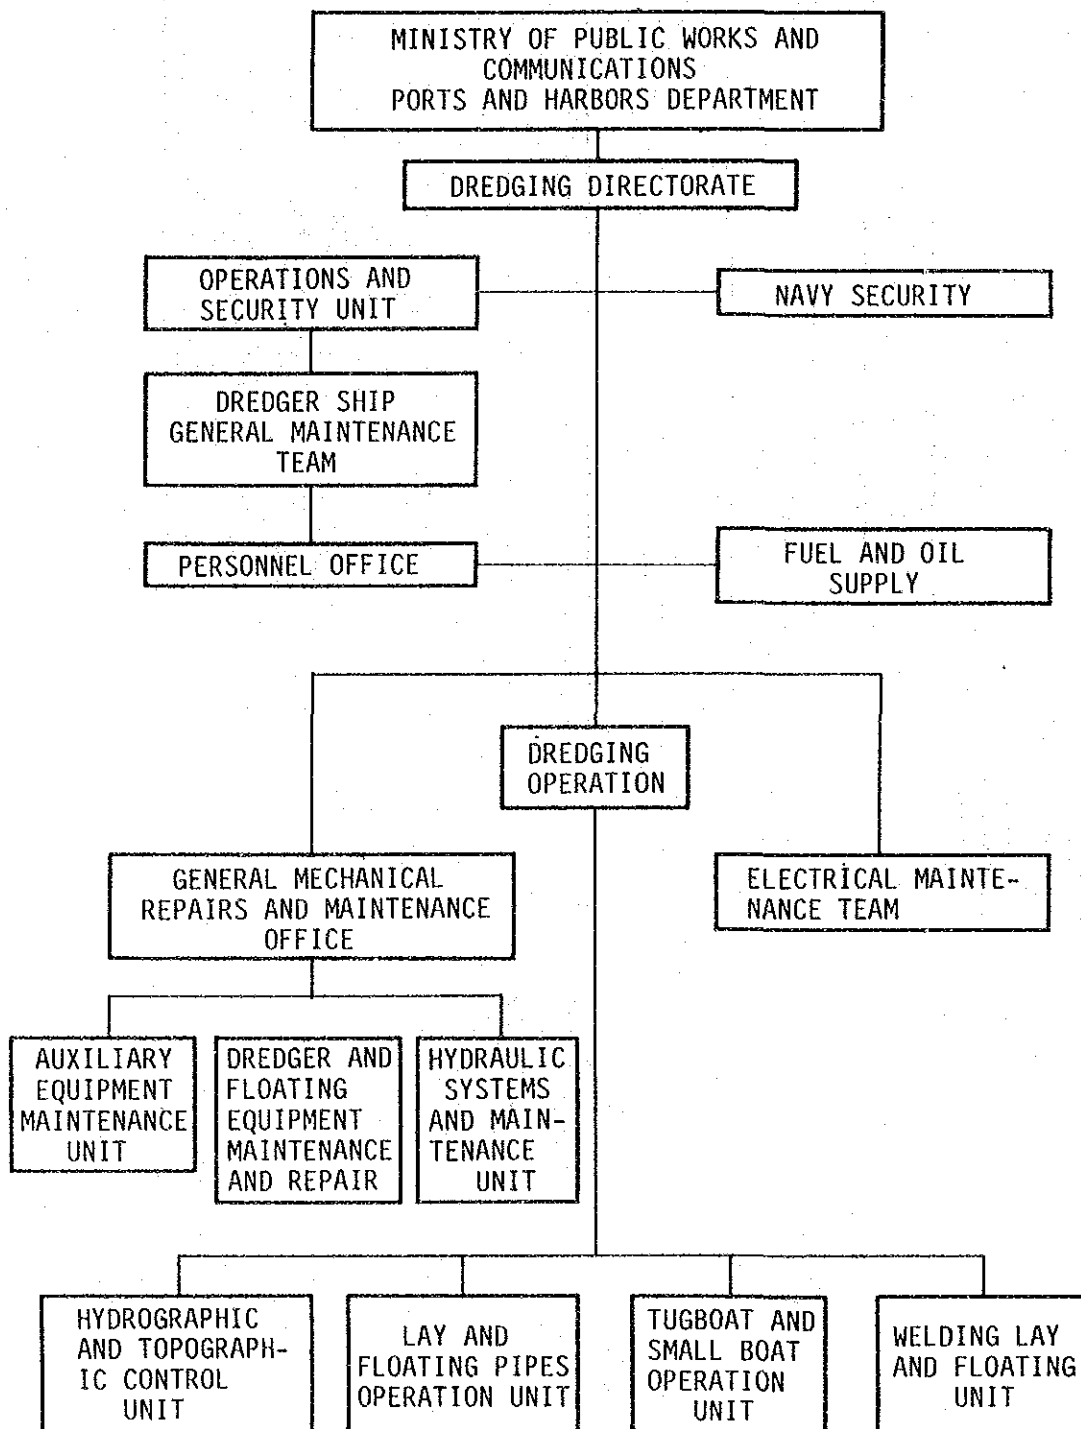 MINISTRY OF PUBLIC WORKS AND
COMMUNICATIONS
PORTS AND HARBORS DEPARTMENT
DREDGING DIRECTORATE
OPERATIONS AND
SECURITY UNIT
NAVY SECURITY
DREDGER SHIP
GENERAL MAINTENANCE
TEAM
PERSONNEL OFFICE
FUEL AND OIL
SUPPLY
DREDGING
OPERATION
GENERAL MECHANICAL
REPAIRS AND MAINTENANCE
OFFICE
ELECTRICAL MAINTE-
NANCE TEAM
AUXILIARY
EQUIPMENT
MAINTENANCE
UNIT
DREDGER AND
FLOATING
EQUIPMENT
MAINTENANCE
AND REPAIR
HYDRAULIC
SYSTEMS
AND MAIN-
TENANCE
UNIT
HYDROGRAPHIC
AND TOPOGRAPH-
IC CONTROL
UNIT
LAY AND
FLOATING PIPES
OPERATION UNIT
TUGBOAT AND
SMALL BOAT
OPERATION
UNIT
WELDING LAY
AND FLOATING
UNIT